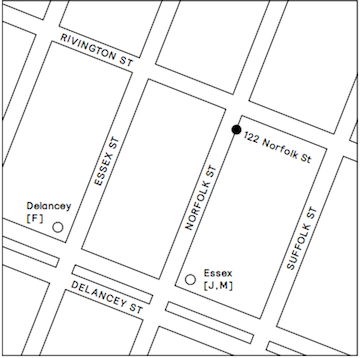 RIVINGTON ST
122 Norfolk St
ESSEX ST
NORFOLK ST
SUFFOLK ST
Delancey
[F]
Essex
[J,M]
DELANCEY ST